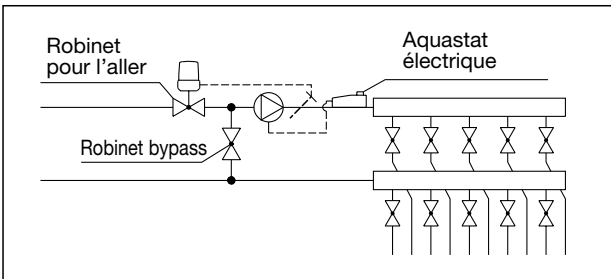 Robinet
pour l'aller
Aquastat
électrique
Robinet bypass